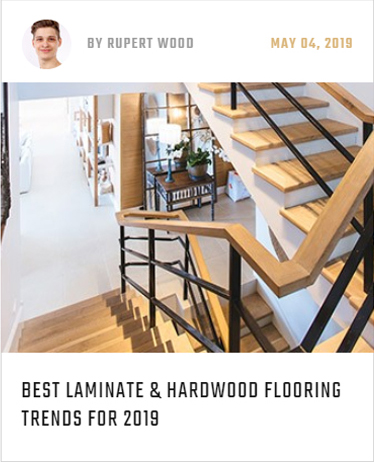 BY RUPERT WOOD
MAY 04, 2019
BEST LAMINATE & HARDWOOD FLOORING
TRENDS FOR 2019